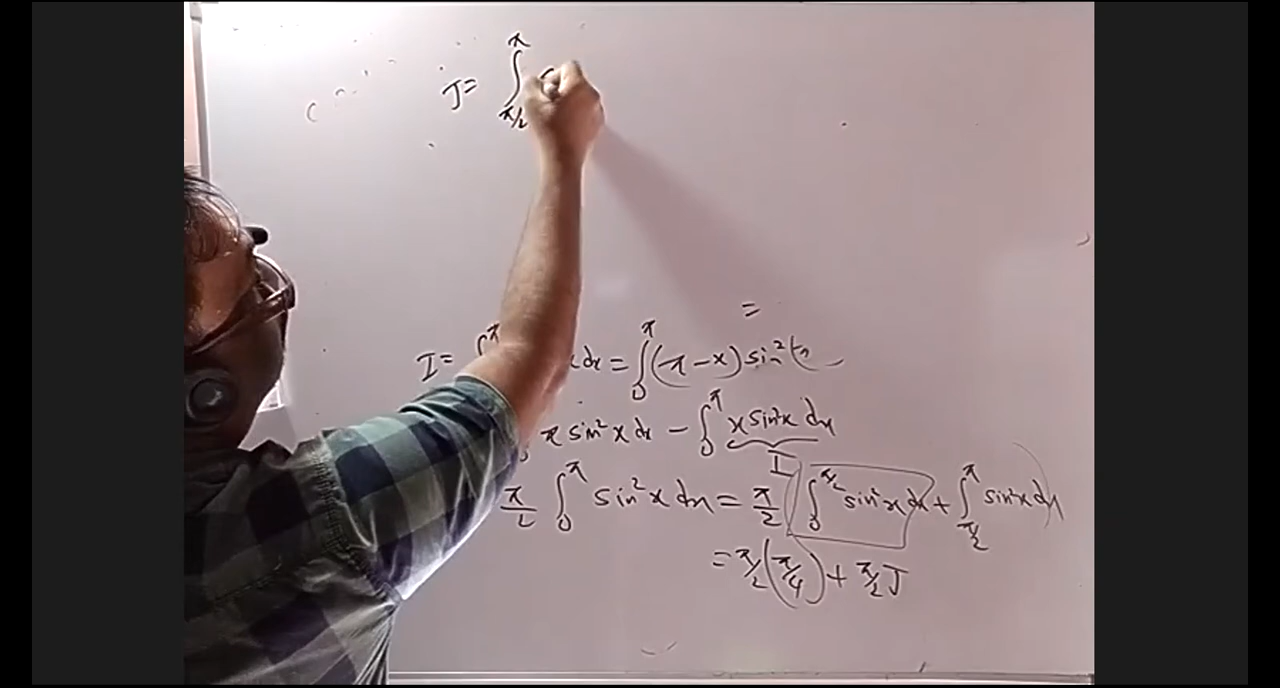 J = ∫_{π/2}^{π}
=
I = ∫^{π} x dx = ∫_0^π (π - x) sin²(π
π sin²x dx - ∫_0^π x sin²x dx
I
π/2 ∫_0^π sin²x dx = π/2 ( ∫_0^{π/2} sin²x dx + ∫_{π/2}^π sin²x dx )
= π/2 (π/4) + π/2 J